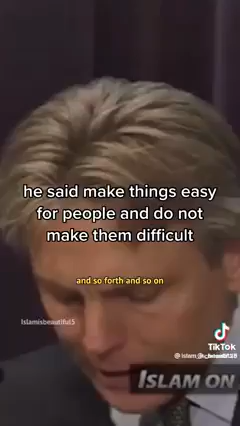 he said make things easy
for people and do not
make them difficult
and so forth and so on
Islamisbeautiful5
TikTok
ISLAM ON